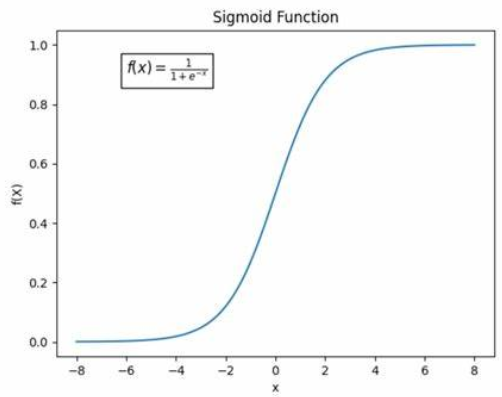 Sigmoid Function
f(x) = 1/(1 + e^{-x})
1.0
0.8
0.6
0.4
0.2
0.0
f(X)
−8 −6 −4 −2 0 2 4 6 8
x